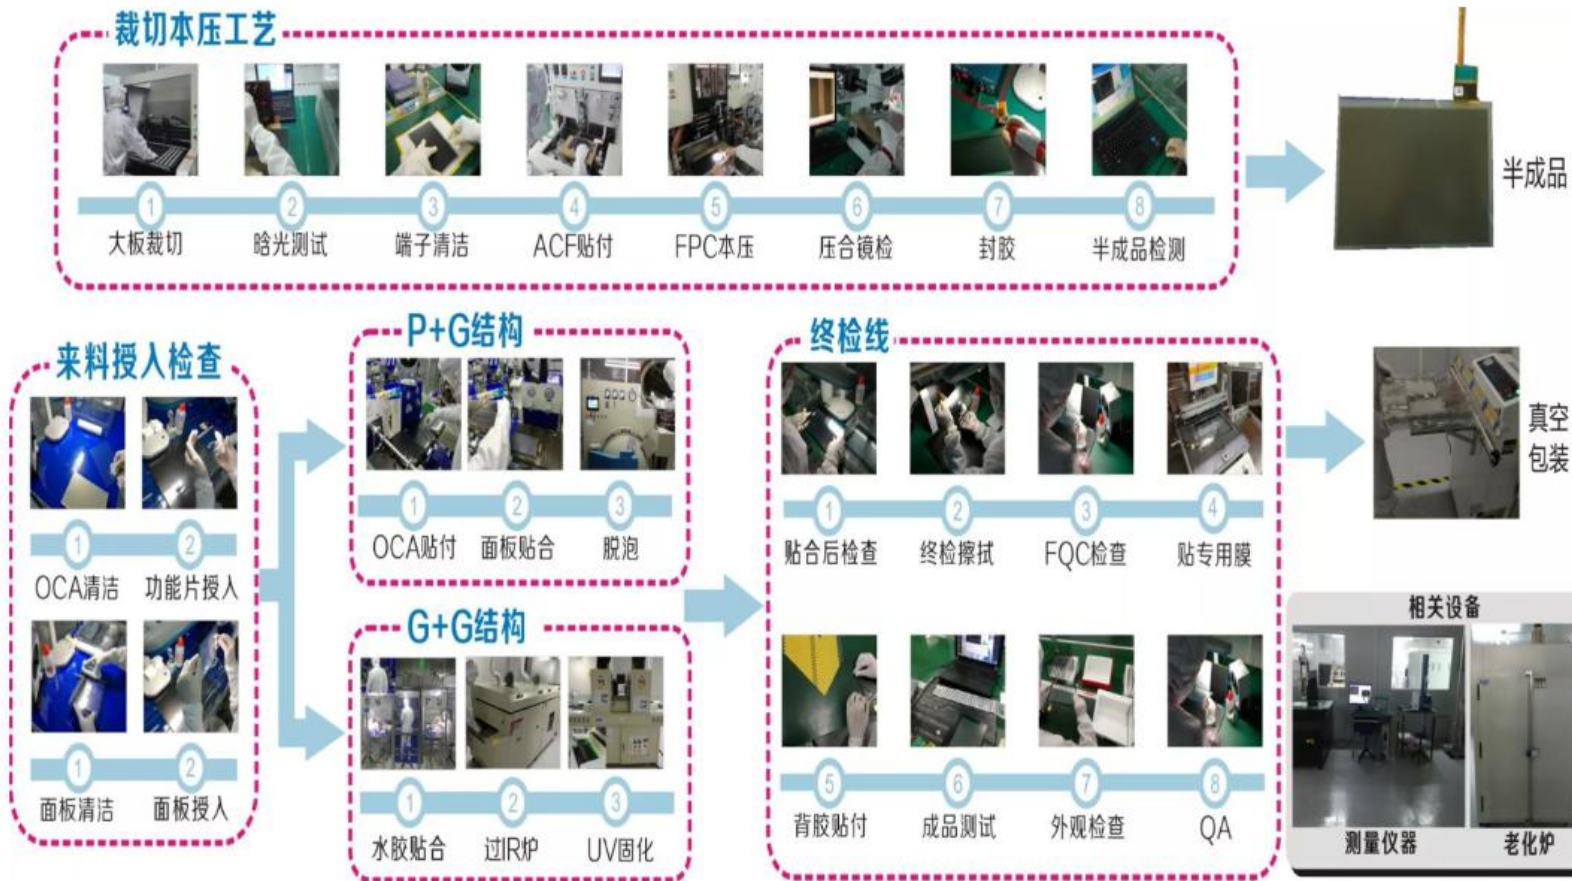 裁切本压工艺
1
2
3
4
5
6
7
8
大板裁切
晗光测试
端子清洁
ACF贴付
FPC本压
压合镜检
封胶
半成品检测
半成品
来料授入检查
1
2
OCA清洁
功能片授入
1
2
面板清洁
面板授入
P+G结构
1
2
3
OCA贴付
面板贴合
脱泡
G+G结构
1
2
3
水胶贴合
过IR炉
UV固化
终检线
1
2
3
4
贴合后检查
终检擦拭
FQC检查
贴专用膜
5
6
7
8
背胶贴付
成品测试
外观检查
QA
真空
包装
相关设备
测量仪器
老化炉